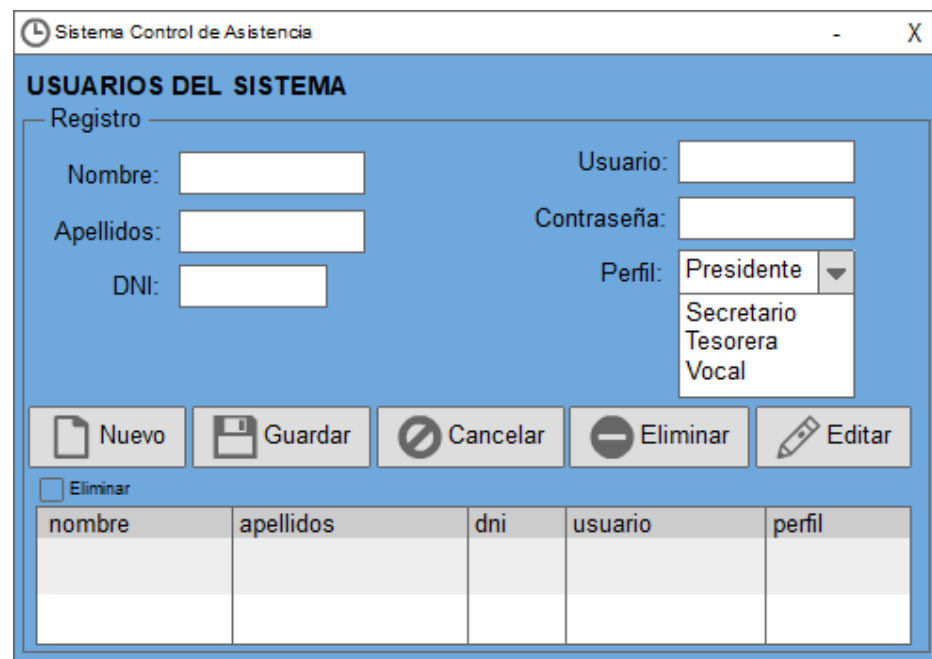 Sistema Control de Asistencia - X
USUARIOS DEL SISTEMA
Registro
Nombre:
Usuario:
Apellidos:
Contraseña:
DNI:
Perfil: Presidente
Secretario
Tesorera
Vocal
Nuevo Guardar Cancelar Eliminar Editar
Eliminar
nombre apellidos dni usuario perfil